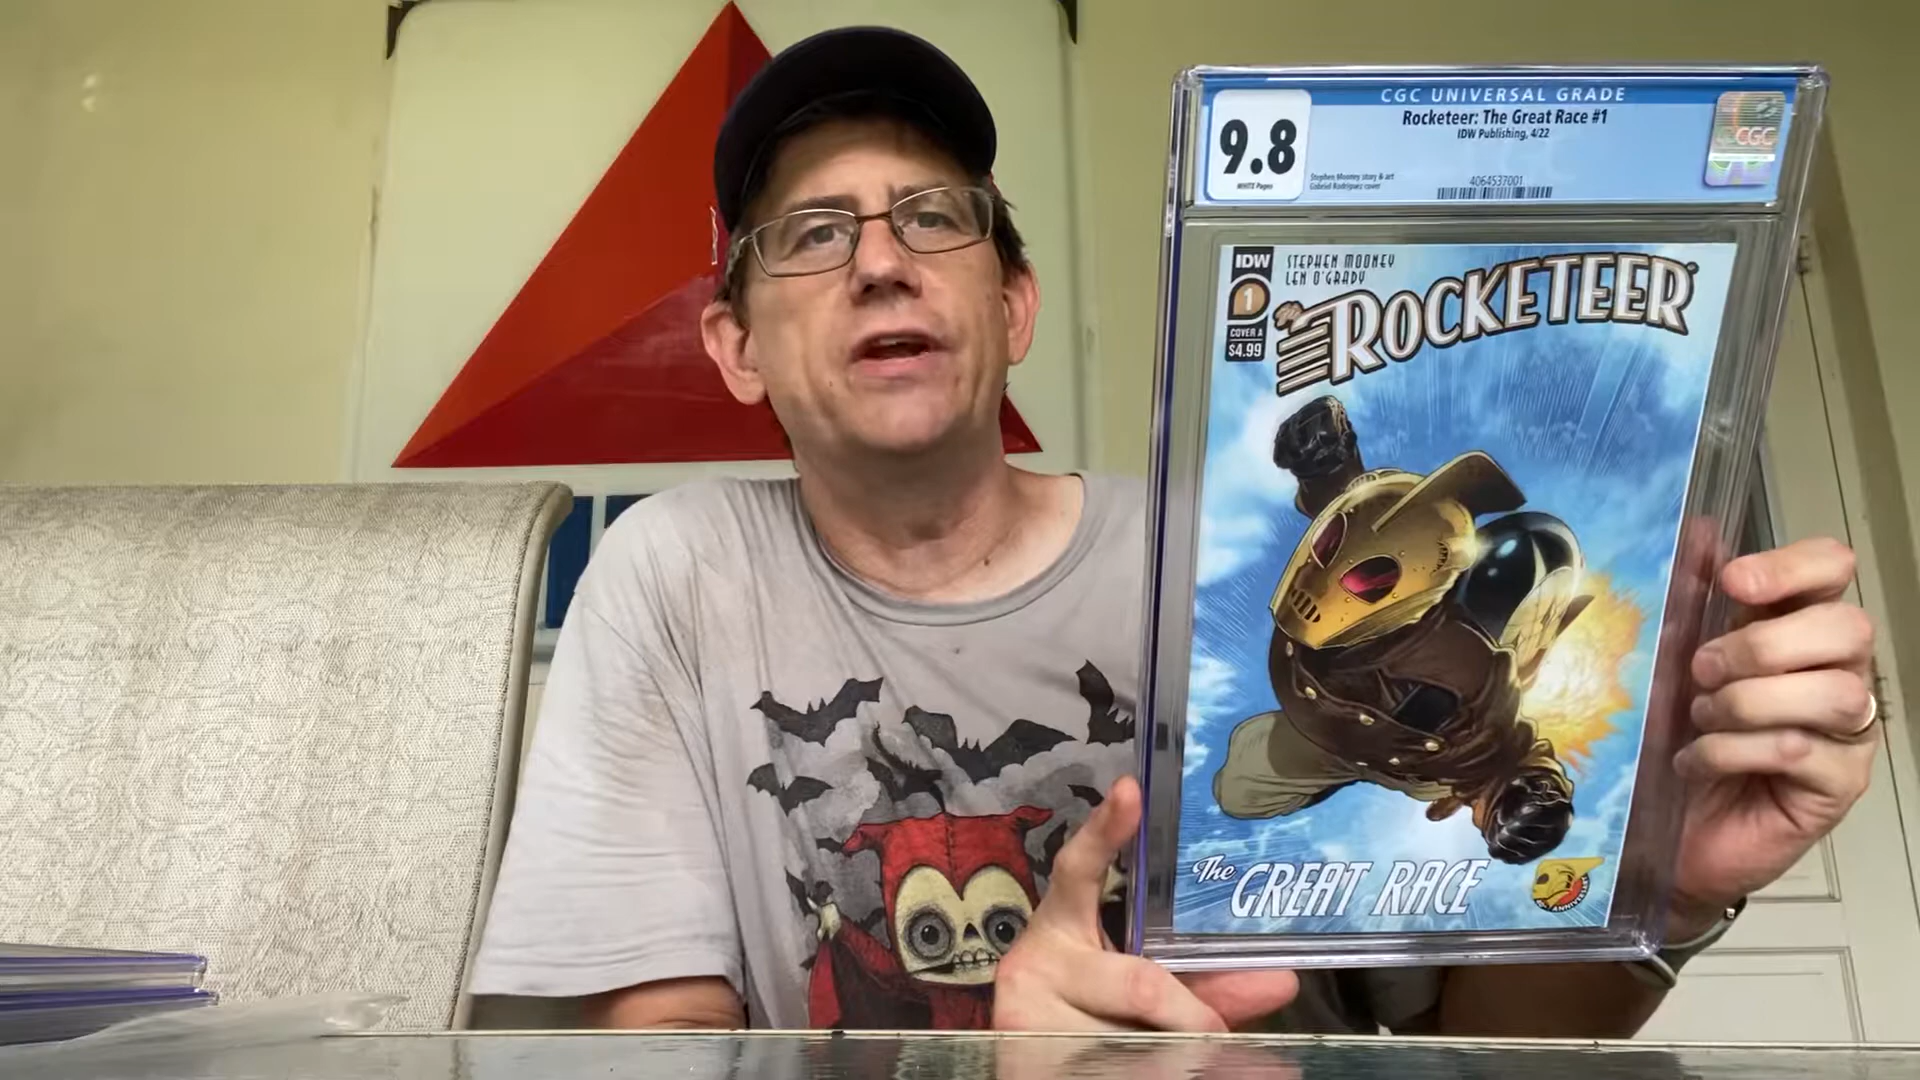 CGC UNIVERSAL GRADE
9.8
WHITE Pages
Rocketeer: The Great Race #1
IDW Publishing, 4/22
Stephen Mooney story & art
Gabriel Rodriguez cover
4064537001
CGC
IDW
1
COVER A
$4.99
STEPHEN MOONEY
LEN O'GRADY
The ROCKETEER
The GREAT RACE
ANNIVERSARY